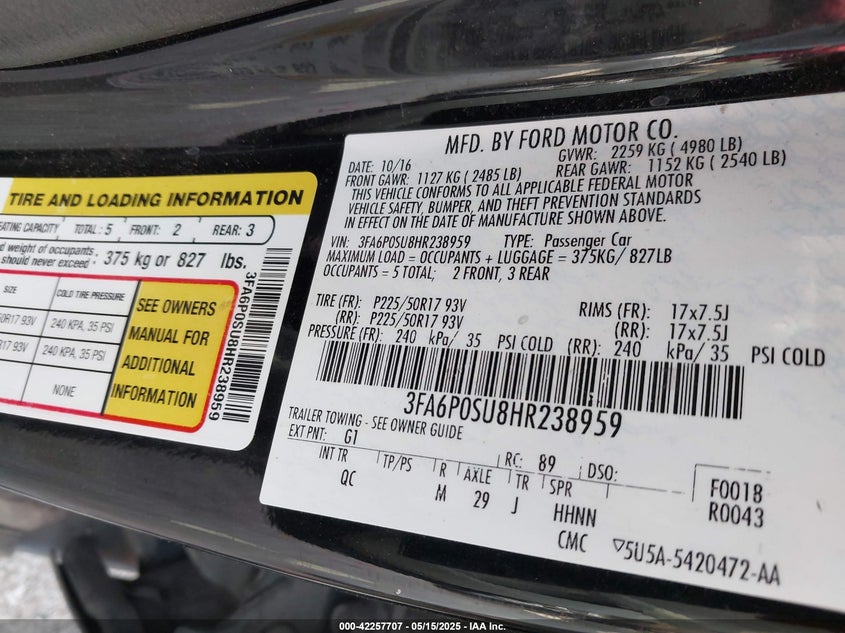 TIRE AND LOADING INFORMATION
EATING CAPACITY TOTAL : 5 FRONT: 2 REAR: 3
weight of occupants
should never exceed 375 kg or 827 lbs.
SIZE COLD TIRE PRESSURE
0R17 93V 240 KPA, 35 PSI
R17 93V 240 KPA, 35 PSI
NONE
SEE OWNERS
MANUAL FOR
ADDITIONAL
INFORMATION
3FA6P0SU8HR238959
MFD. BY FORD MOTOR CO.
DATE: 10/16 GVWR: 2259 KG ( 4980 LB)
FRONT GAWR: 1127 KG ( 2485 LB) REAR GAWR: 1152 KG ( 2540 LB)
THIS VEHICLE CONFORMS TO ALL APPLICABLE FEDERAL MOTOR
VEHICLE SAFETY, BUMPER, AND THEFT PREVENTION STANDARDS
IN EFFECT ON THE DATE OF MANUFACTURE SHOWN ABOVE.
VIN: 3FA6P0SU8HR238959 TYPE: Passenger Car
MAXIMUM LOAD = OCCUPANTS + LUGGAGE = 375KG/ 827LB
OCCUPANTS = 5 TOTAL; 2 FRONT, 3 REAR
TIRE (FR): P225/50R17 93V RIMS (FR): 17x7.5J
(RR): P225/50R17 93V (RR): 17x7.5J
PRESSURE (FR): 240 kPa/ 35 PSI COLD (RR): 240 kPa/ 35 PSI COLD
3FA6P0SU8HR238959
TRAILER TOWING - SEE OWNER GUIDE
EXT PNT: G1 RC: 89 DSO:
INT TR TP/PS R AXLE TR SPR F0018
QC M 29 J HHNN R0043
CMC 5U5A-5420472-AA
000-42257707 - 05/15/2025 - IAA Inc.